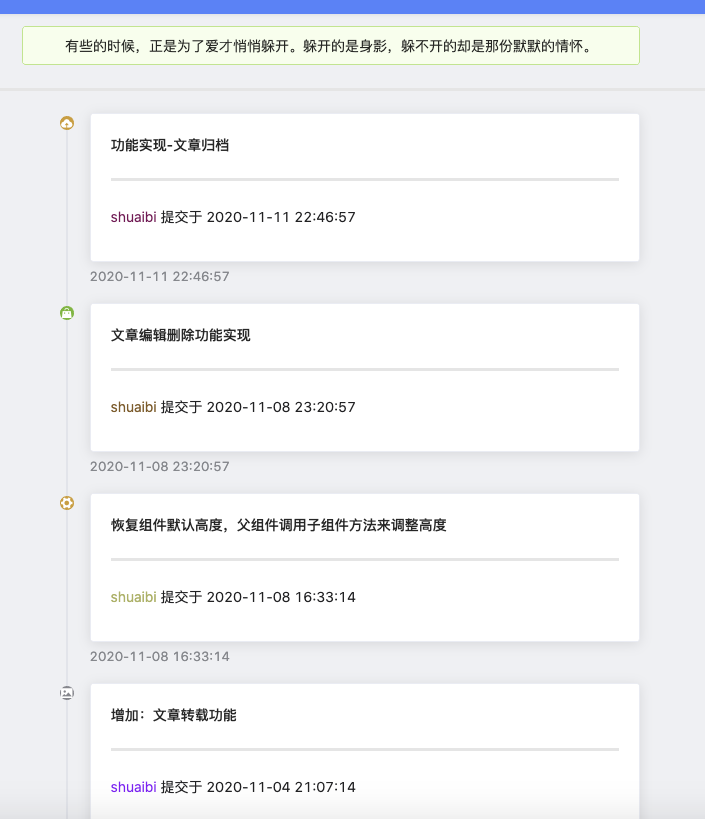 有些的时候，正是为了爱才悄悄躲开。躲开的是身影，躲不开的却是那份默默的情怀。
功能实现-文章归档
shuaibi 提交于 2020-11-11 22:46:57
2020-11-11 22:46:57
文章编辑删除功能实现
shuaibi 提交于 2020-11-08 23:20:57
2020-11-08 23:20:57
恢复组件默认高度，父组件调用子组件方法来调整高度
shuaibi 提交于 2020-11-08 16:33:14
2020-11-08 16:33:14
增加：文章转载功能
shuaibi 提交于 2020-11-04 21:07:14